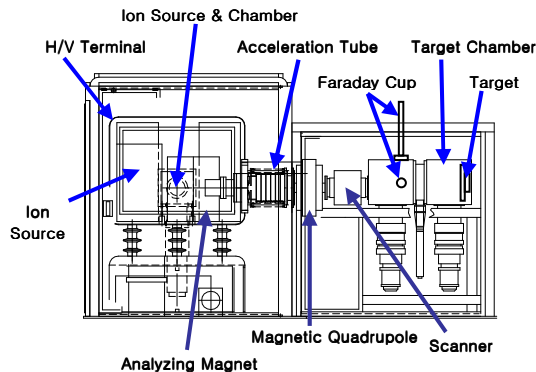 Ion Source & Chamber
H/V Terminal
Acceleration Tube
Target Chamber
Faraday Cup
Target
Ion
Source
Magnetic Quadrupole
Scanner
Analyzing Magnet